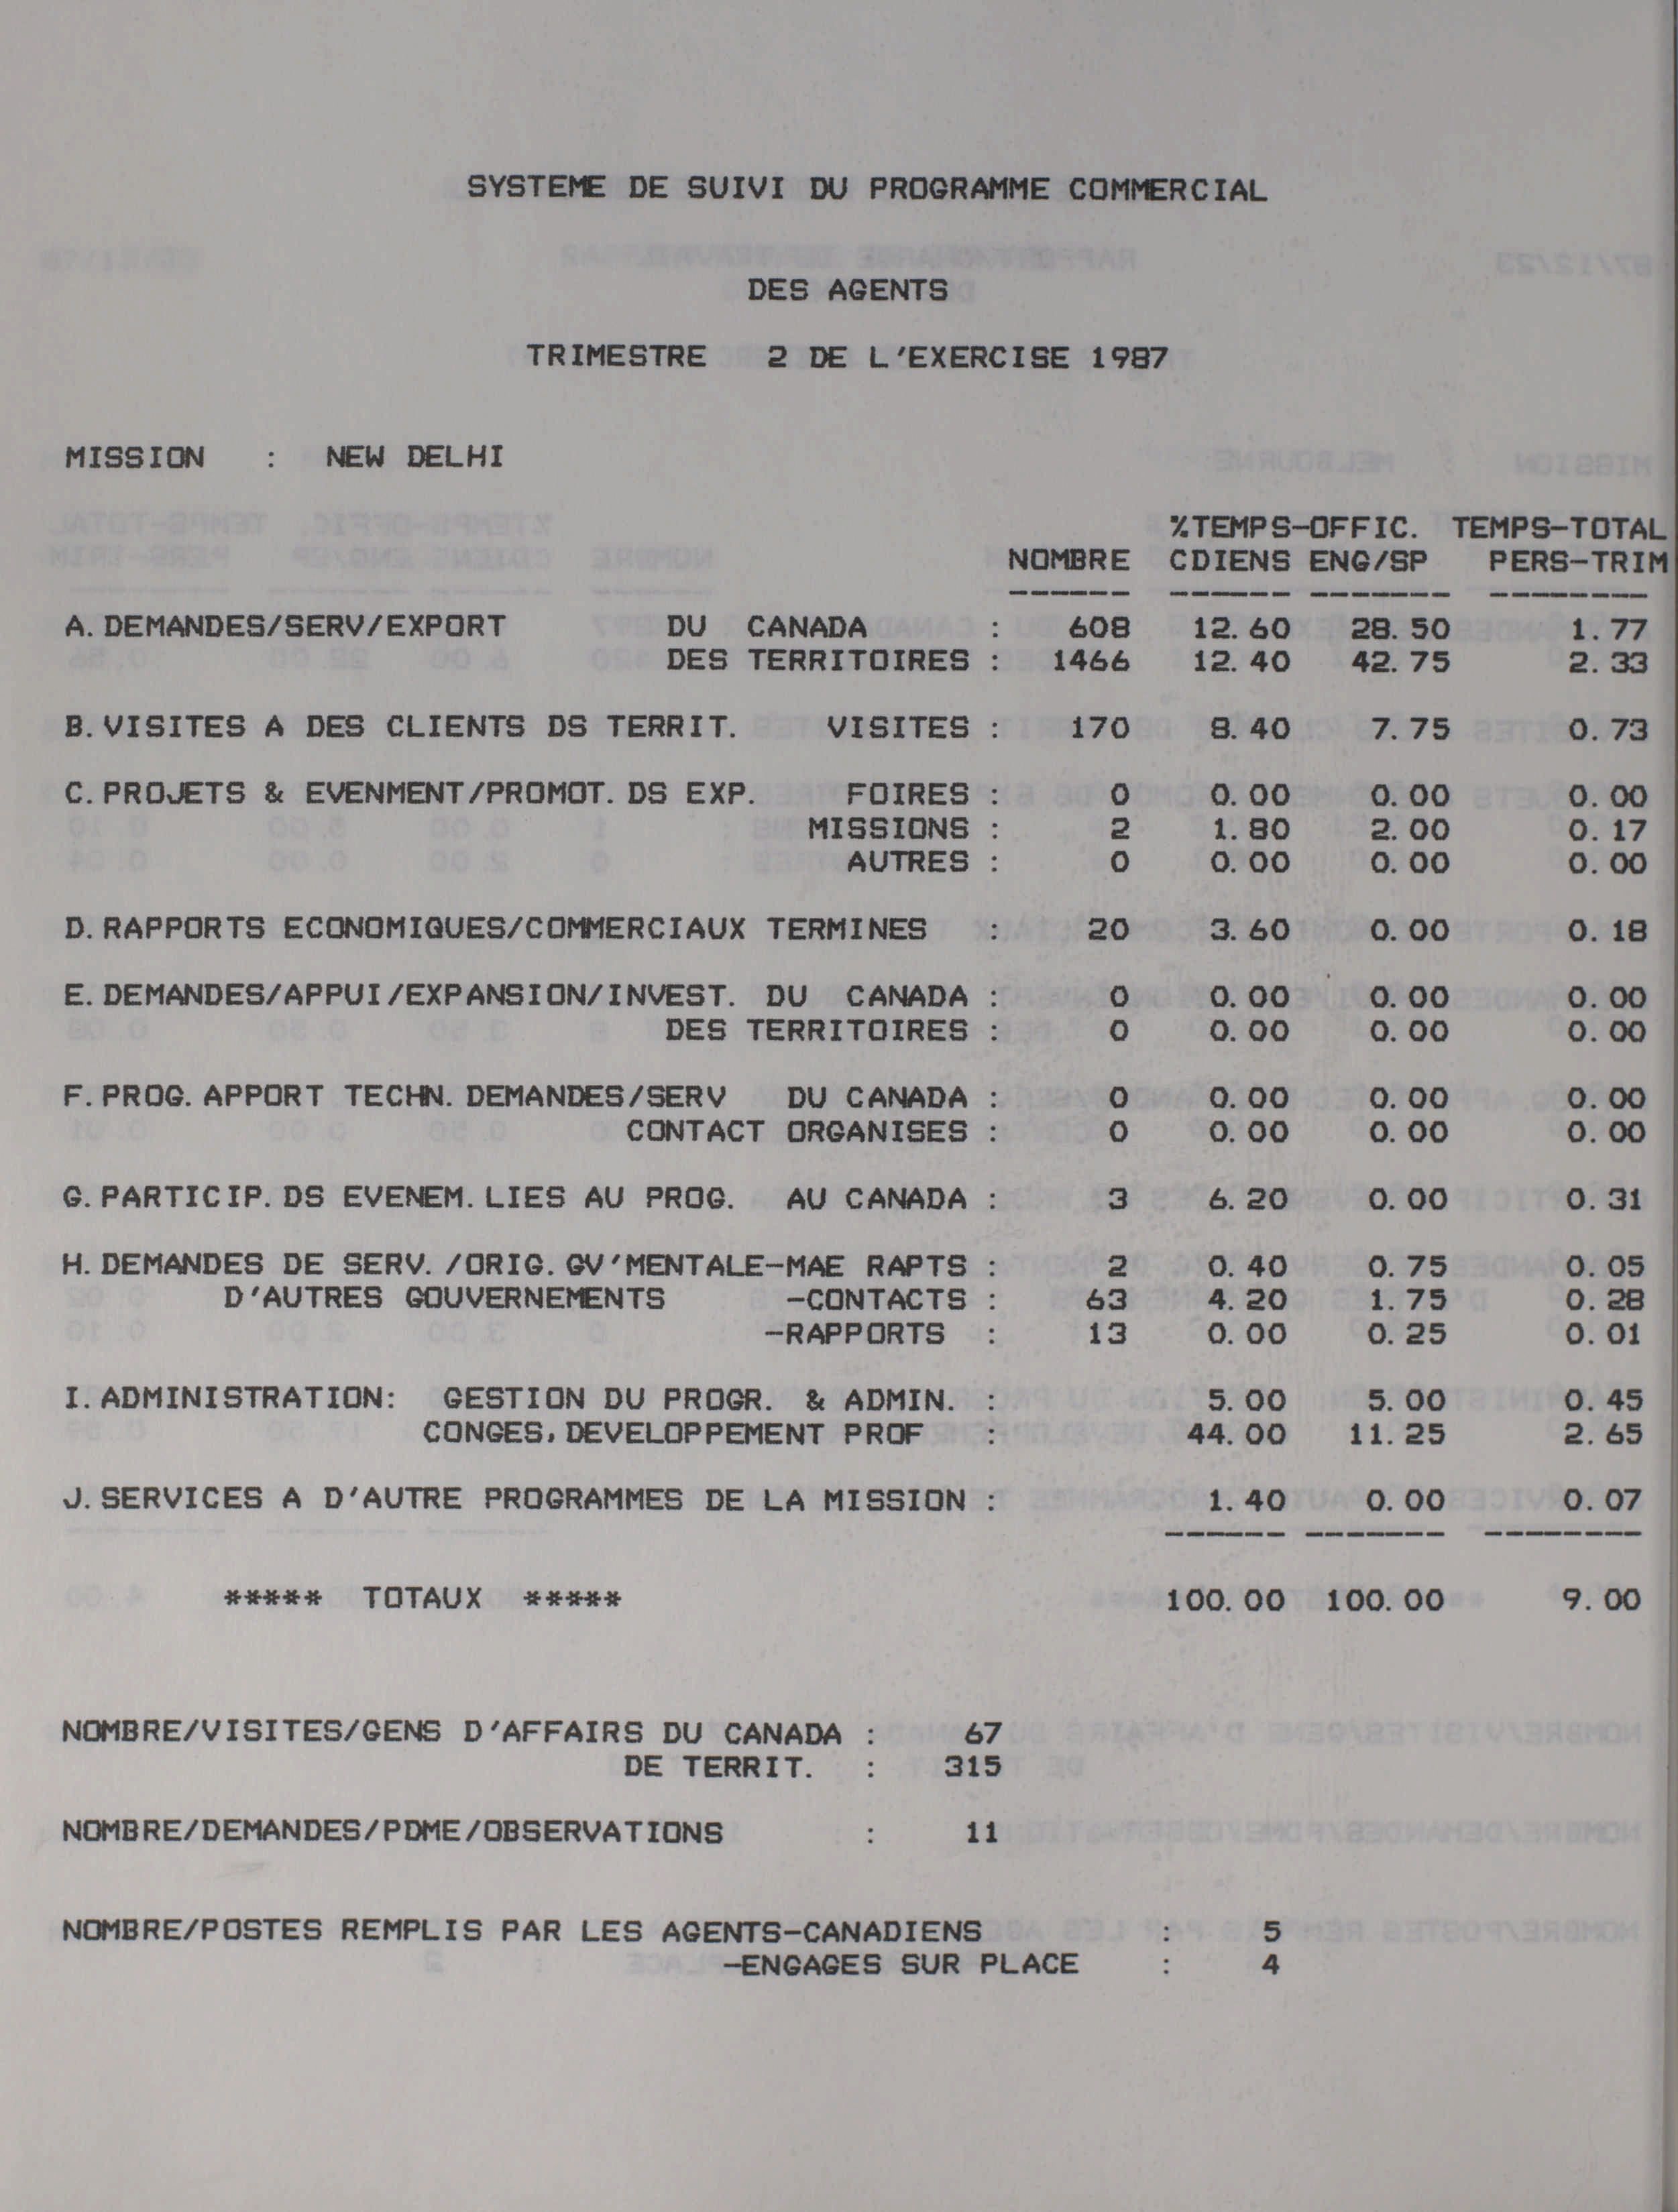 SYSTEME DE SUIVI DU PROGRAMME COMMERCIAL
DES AGENTS
TRIMESTRE 2 DE L'EXERCISE 1987
MISSION : NEW DELHI
%TEMPS-OFFIC. TEMPS-TOTAL
NOMBRE CDIENS ENG/SP PERS-TRIM
------ ------ ------- --------
A. DEMANDES/SERV/EXPORT DU CANADA : 608 12.60 28.50 1.77
DES TERRITOIRES : 1466 12.40 42.75 2.33
B. VISITES A DES CLIENTS DS TERRIT. VISITES : 170 8.40 7.75 0.73
C. PROJETS & EVENMENT/PROMOT. DS EXP. FOIRES : 0 0.00 0.00 0.00
MISSIONS : 2 1.80 2.00 0.17
AUTRES : 0 0.00 0.00 0.00
D. RAPPORTS ECONOMIQUES/COMMERCIAUX TERMINES : 20 3.60 0.00 0.18
E. DEMANDES/APPUI/EXPANSION/INVEST. DU CANADA : 0 0.00 0.00 0.00
DES TERRITOIRES : 0 0.00 0.00 0.00
F. PROG. APPORT TECHN. DEMANDES/SERV DU CANADA : 0 0.00 0.00 0.00
CONTACT ORGANISES : 0 0.00 0.00 0.00
G. PARTICIP. DS EVENEM. LIES AU PROG. AU CANADA : 3 6.20 0.00 0.31
H. DEMANDES DE SERV. /ORIG. GV'MENTALE-MAE RAPTS : 2 0.40 0.75 0.05
D'AUTRES GOUVERNEMENTS -CONTACTS : 63 4.20 1.75 0.28
-RAPPORTS : 13 0.00 0.25 0.01
I. ADMINISTRATION: GESTION DU PROGR. & ADMIN. : 5.00 5.00 0.45
CONGES, DEVELOPPEMENT PROF : 44.00 11.25 2.65
J. SERVICES A D'AUTRE PROGRAMMES DE LA MISSION : 1.40 0.00 0.07
------ ------- --------
***** TOTAUX ***** 100.00 100.00 9.00
NOMBRE/VISITES/GENS D'AFFAIRS DU CANADA : 67
DE TERRIT. : 315
NOMBRE/DEMANDES/PDME/OBSERVATIONS : 11
NOMBRE/POSTES REMPLIS PAR LES AGENTS-CANADIENS : 5
-ENGAGES SUR PLACE : 4